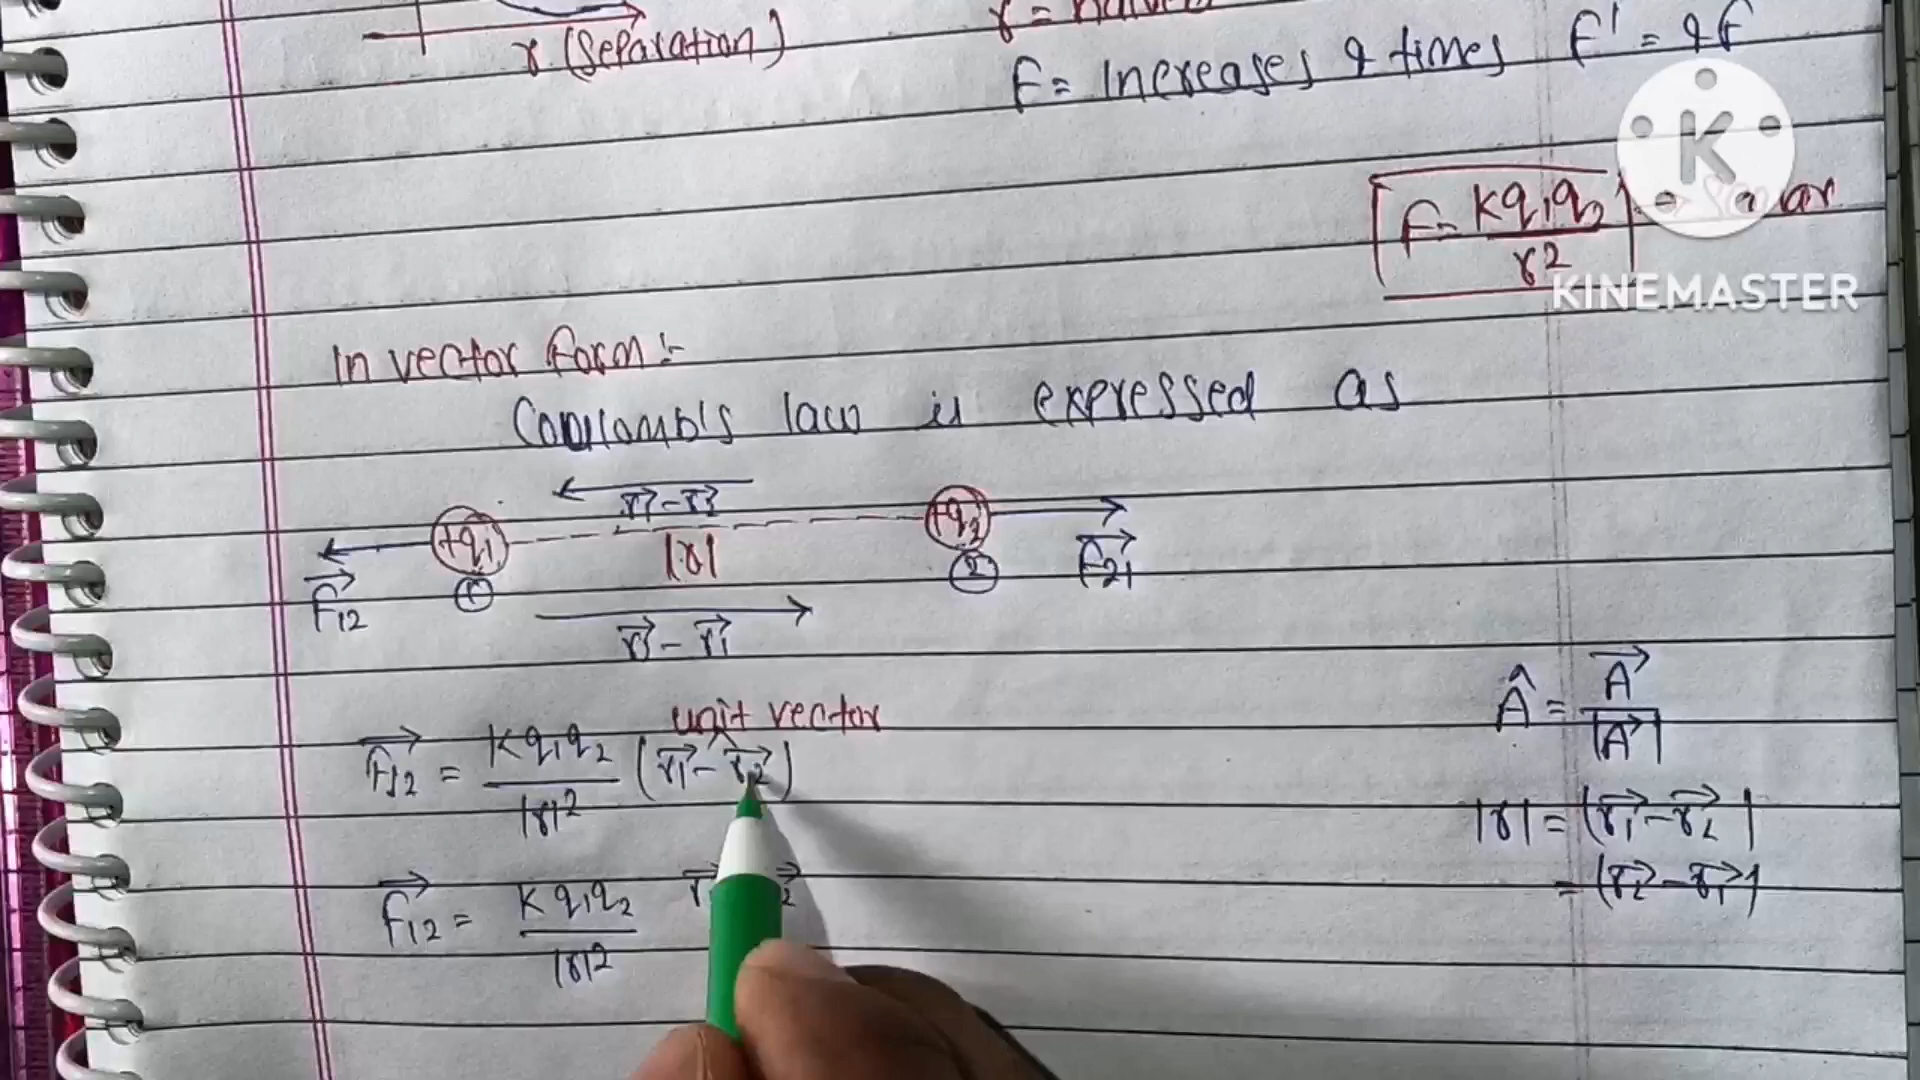 r (Separation)
F = Increases 9 times F' = 9F
F = Kq₁q₂ / r²
K
KINEMASTER
In vector form :-
Coulomb's law is expressed as
r₁ - r₂
+q₁ |r| +q₂
F₁₂ 1 2 F₂₁
r₂ - r₁
unit vector
F₁₂ = Kq₁q₂ / |r|² (r₁ - r₂)
F₁₂ = Kq₁q₂ / |r|²
Â = A / |A|
|r| = |r₁ - r₂|
= |r₂ - r₁|